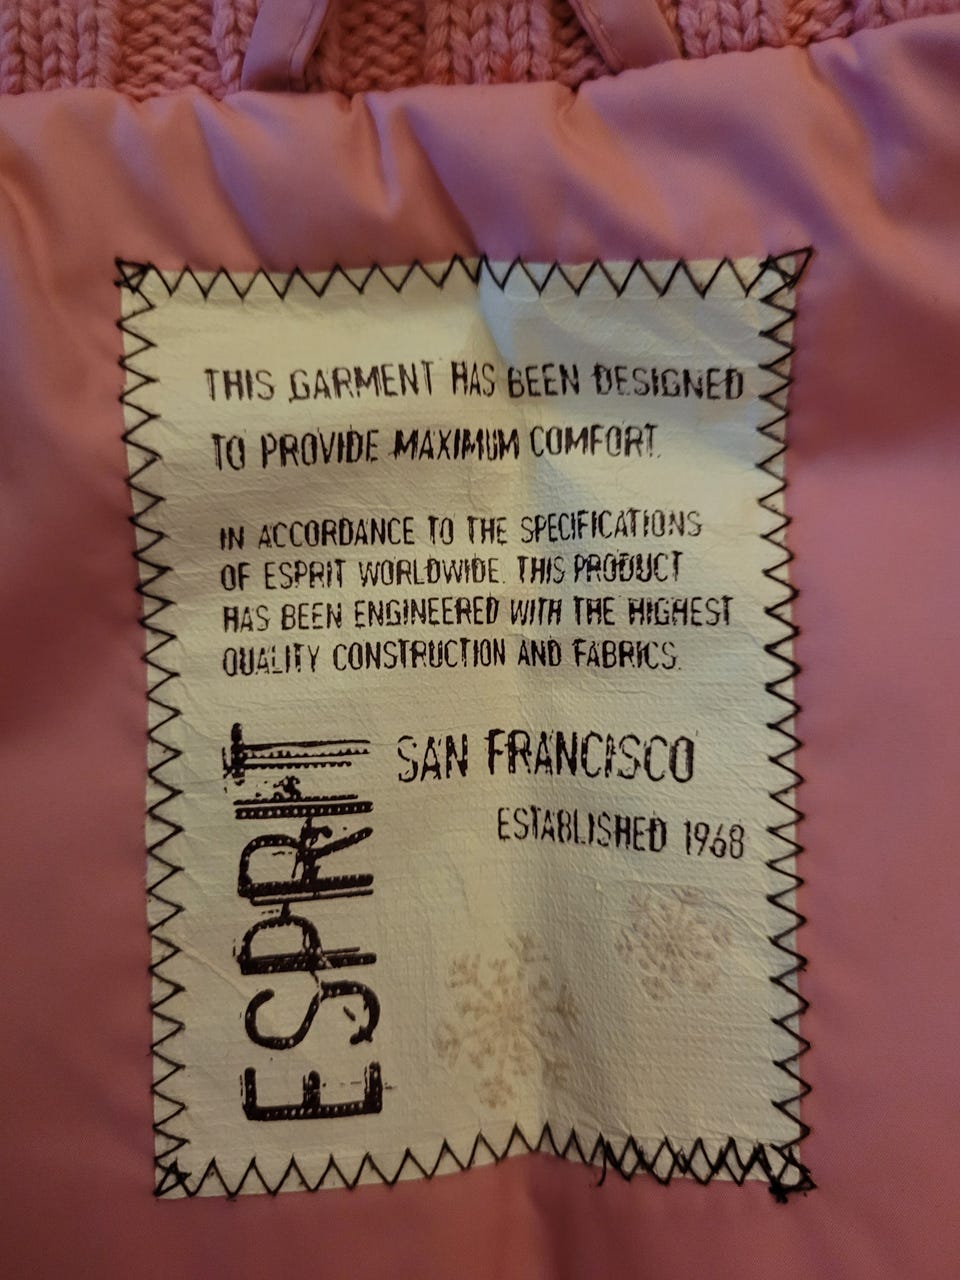 THIS GARMENT HAS BEEN DESIGNED
TO PROVIDE MAXIMUM COMFORT.
IN ACCORDANCE TO THE SPECIFICATIONS
OF ESPRIT WORLDWIDE. THIS PRODUCT
HAS BEEN ENGINEERED WITH THE HIGHEST
QUALITY CONSTRUCTION AND FABRICS.
ESPRIT
SAN FRANCISCO
ESTABLISHED 1968